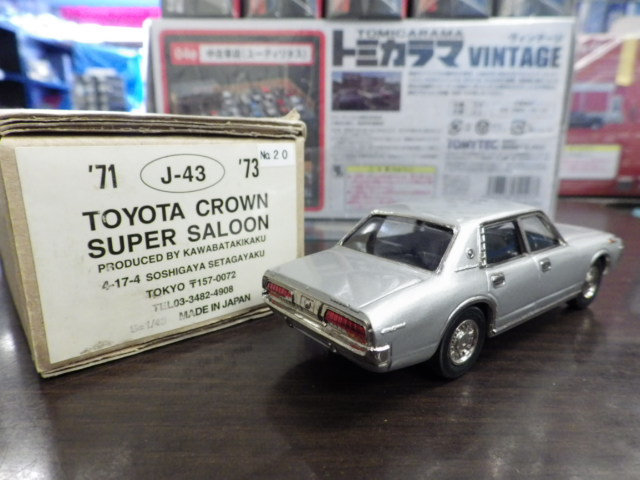 '71 J-43 '73
No.20
TOYOTA CROWN
SUPER SALOON
PRODUCED BY KAWABATAKIKAKU
4-17-4 SOSHIGAYA SETAGAYAKU
TOKYO 〒157-0072
TEL03-3482-4908
MADE IN JAPAN
TOMICARAMA
トミカラマ VINTAGE
ヴィンテージ
04a
TOMYTEC